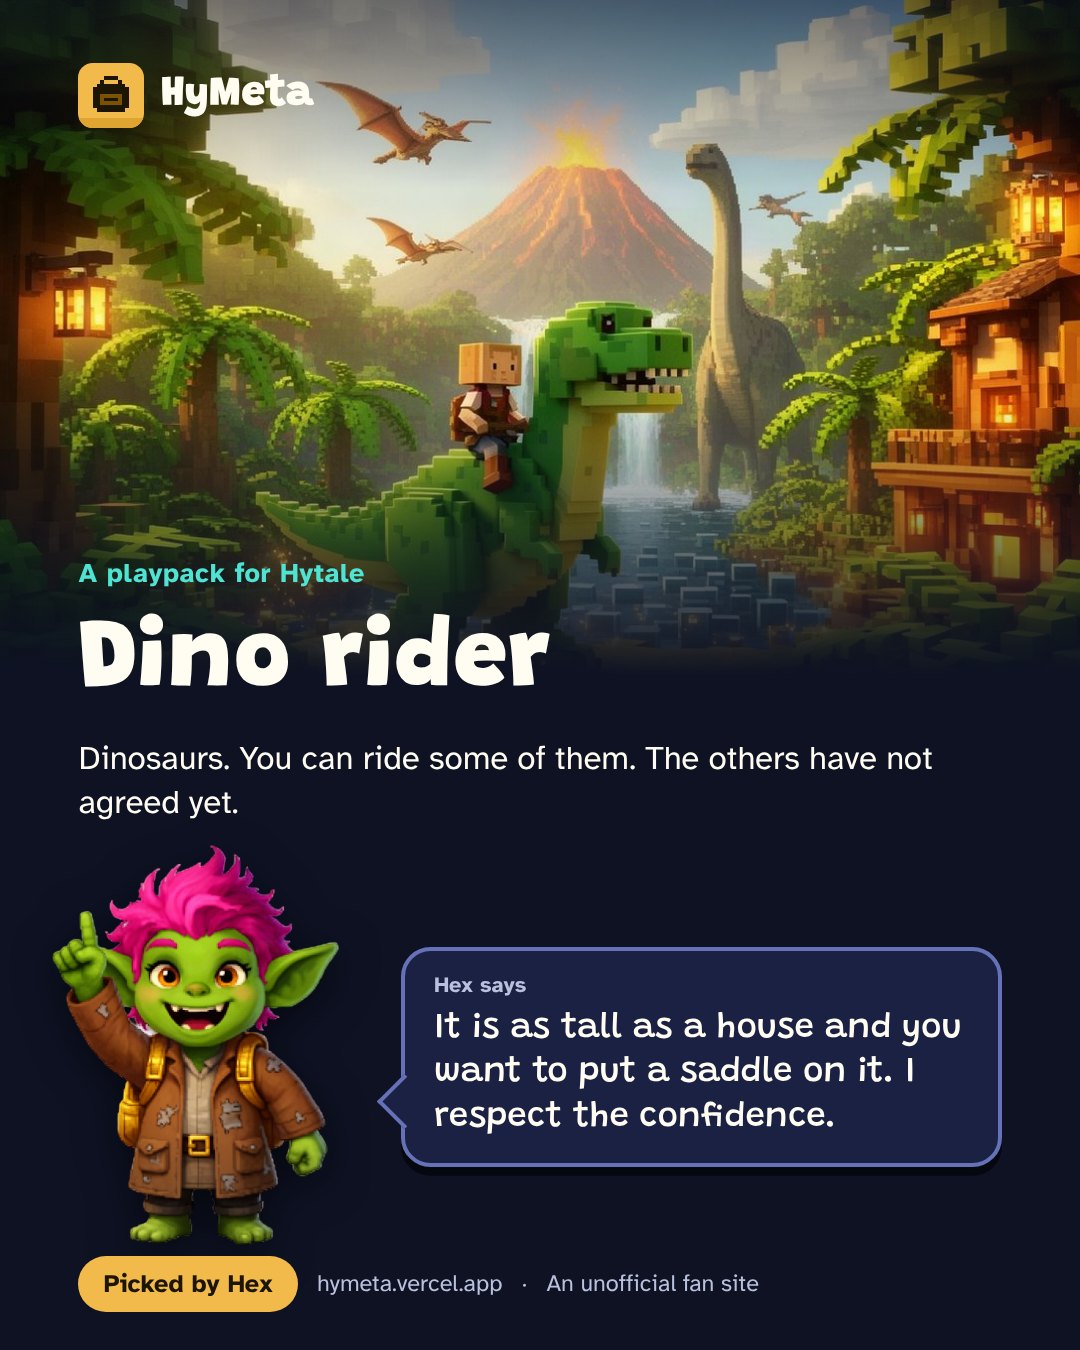 HyMeta
A playpack for Hytale
Dino rider
Dinosaurs. You can ride some of them. The others have not
agreed yet.
Hex says
It is as tall as a house and you
want to put a saddle on it. I
respect the confidence.
Picked by Hex
hymeta.vercel.app · An unofficial fan site